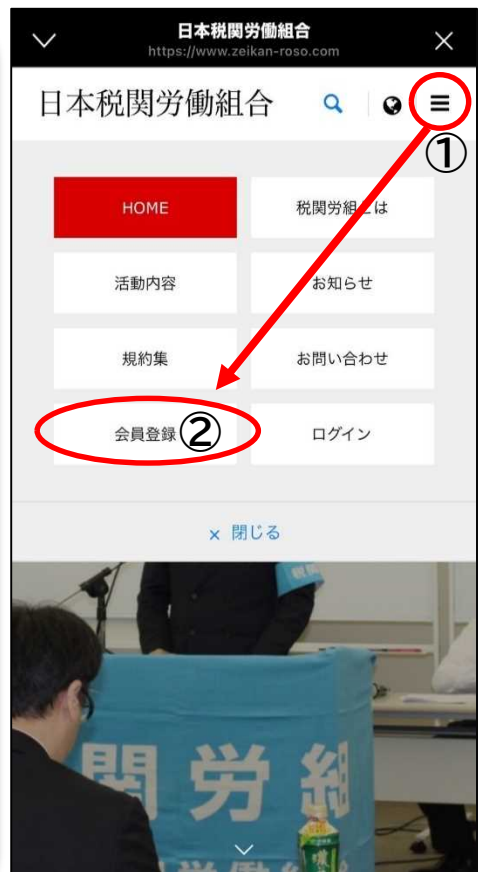 日本税関労働組合
https://www.zeikan-roso.com
日本税関労働組合
①
HOME
税関労組とは
活動内容
お知らせ
規約集
お問い合わせ
会員登録 ②
ログイン
× 閉じる
関労組